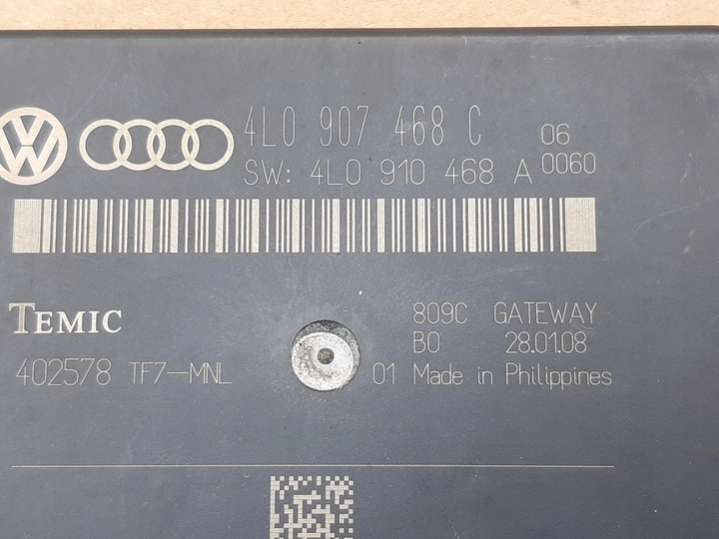 4L0 907 468 C 06
SW: 4L0 910 468 A 0060
TEMIC
809C GATEWAY
B0 28.01.08
402578 TF7-MNL 01 Made in Philippines